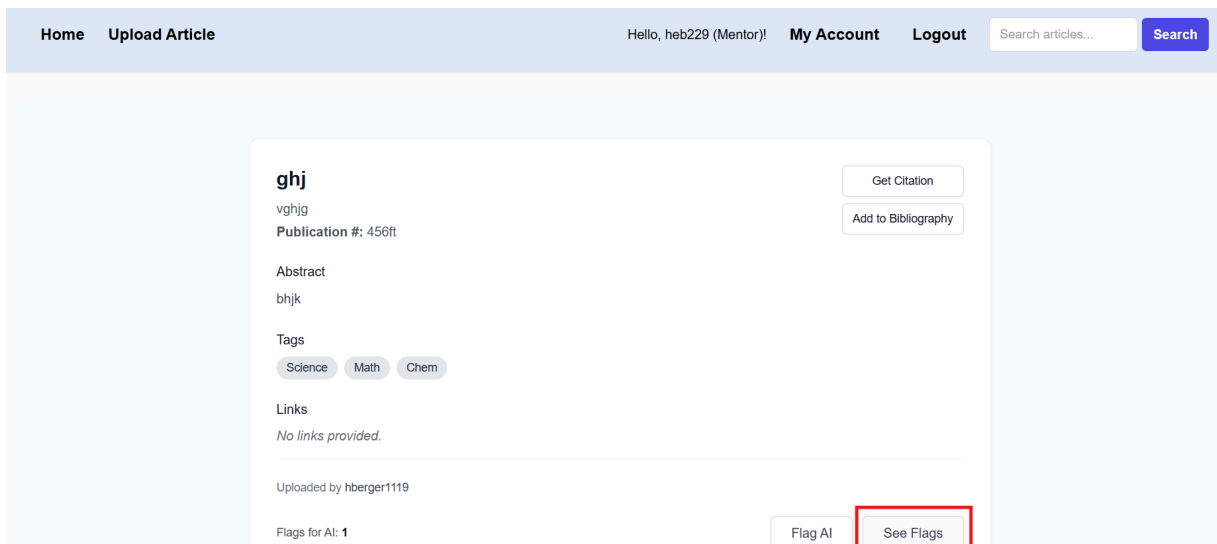 Home Upload Article Hello, heb229 (Mentor)! My Account Logout Search articles... Search
ghj Get Citation
vghjg
Publication #: 456ft Add to Bibliography
Abstract
bhjk
Tags
Science Math Chem
Links
No links provided.
Uploaded by hberger1119
Flags for AI: 1 Flag AI See Flags